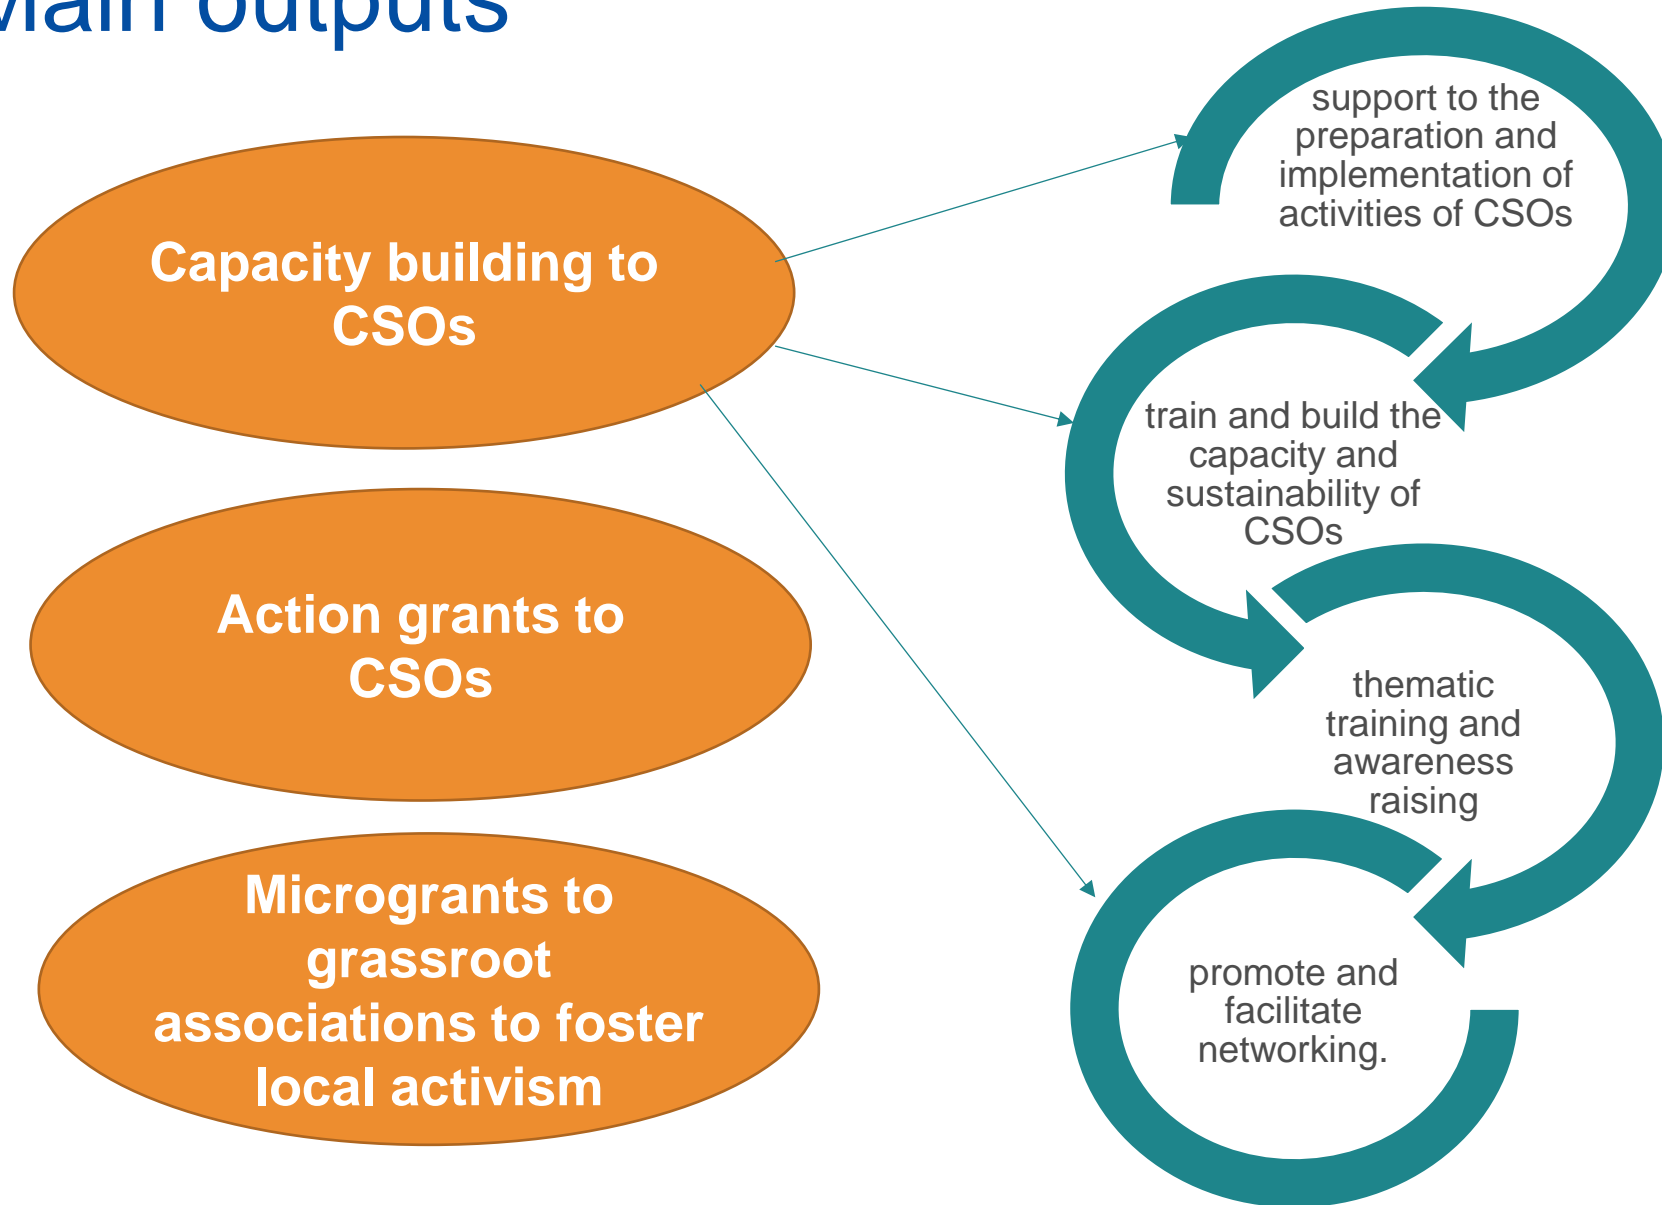 Main outputs
Capacity building to
CSOs
Action grants to
CSOs
Microgrants to
grassroot
associations to foster
local activism
support to the
preparation and
implementation of
activities of CSOs
train and build the
capacity and
sustainability of
CSOs
thematic
training and
awareness
raising
promote and
facilitate
networking.